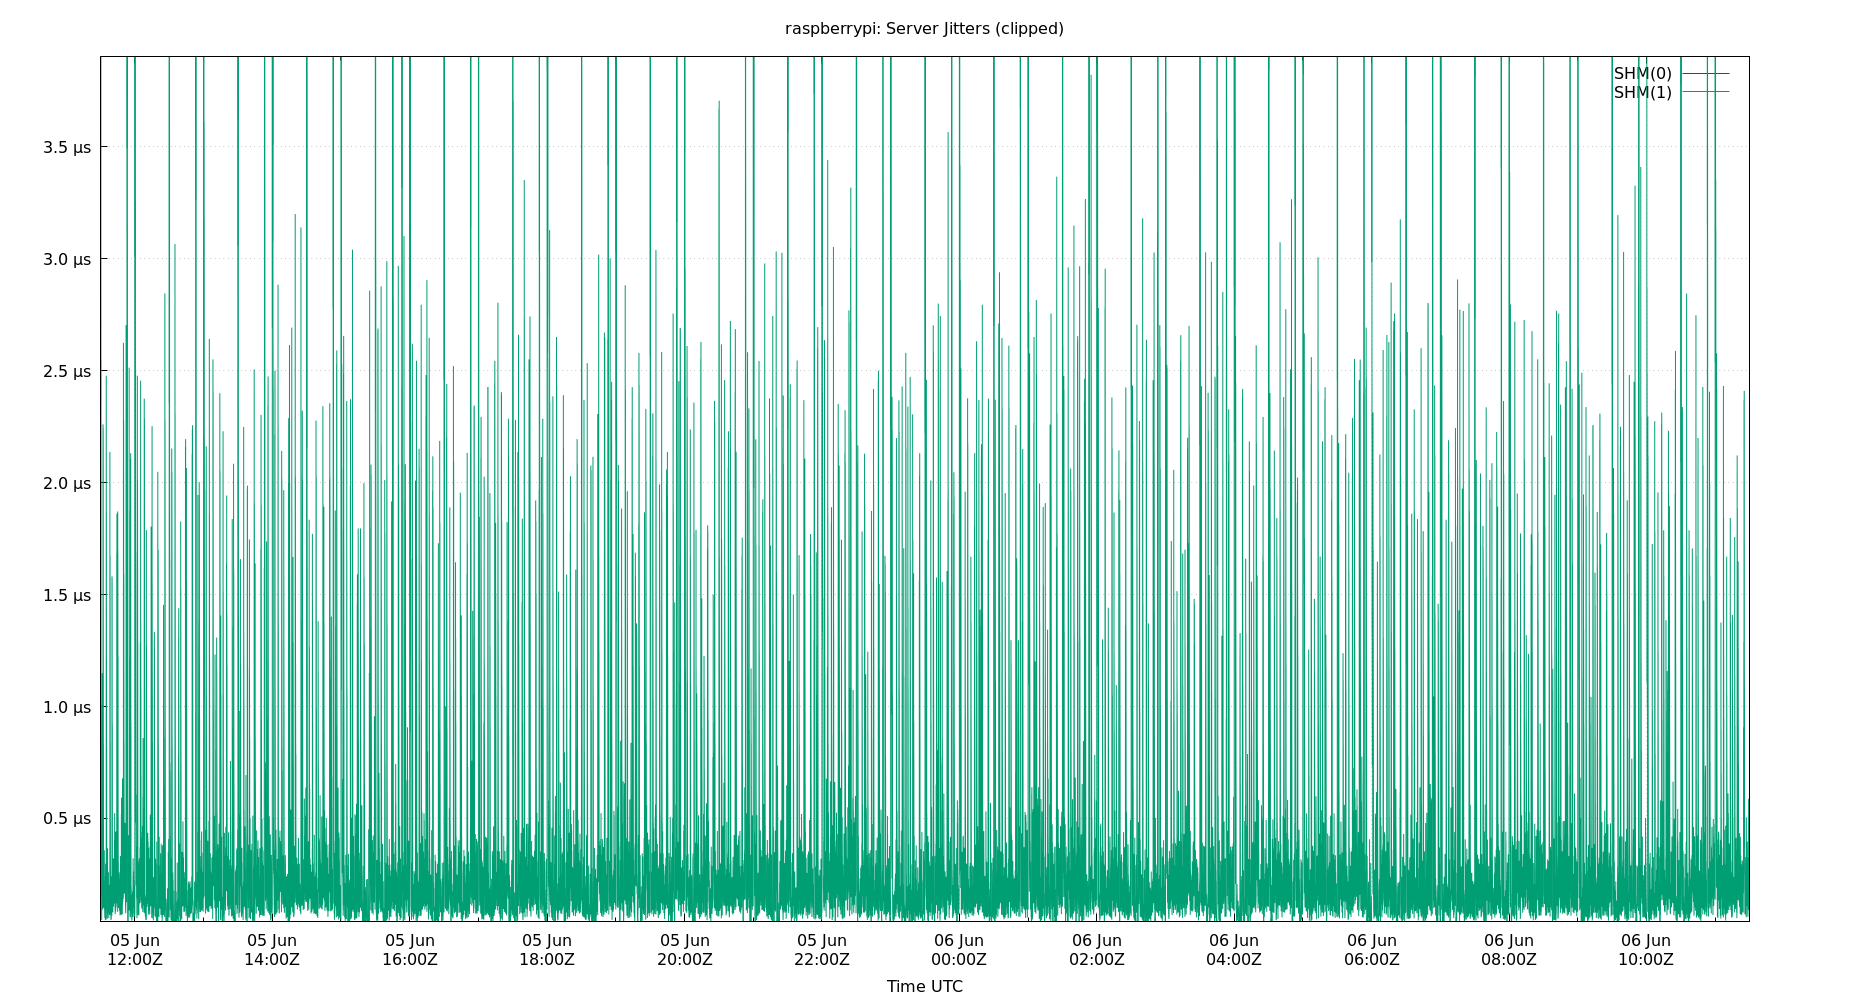 raspberrypi: Server Jitters (clipped)
SHM(0)
SHM(1)
3.5 µs
3.0 µs
2.5 µs
2.0 µs
1.5 µs
1.0 µs
0.5 µs
05 Jun 05 Jun 05 Jun 05 Jun 05 Jun 05 Jun 06 Jun 06 Jun 06 Jun 06 Jun 06 Jun 06 Jun
12:00Z 14:00Z 16:00Z 18:00Z 20:00Z 22:00Z 00:00Z 02:00Z 04:00Z 06:00Z 08:00Z 10:00Z
Time UTC